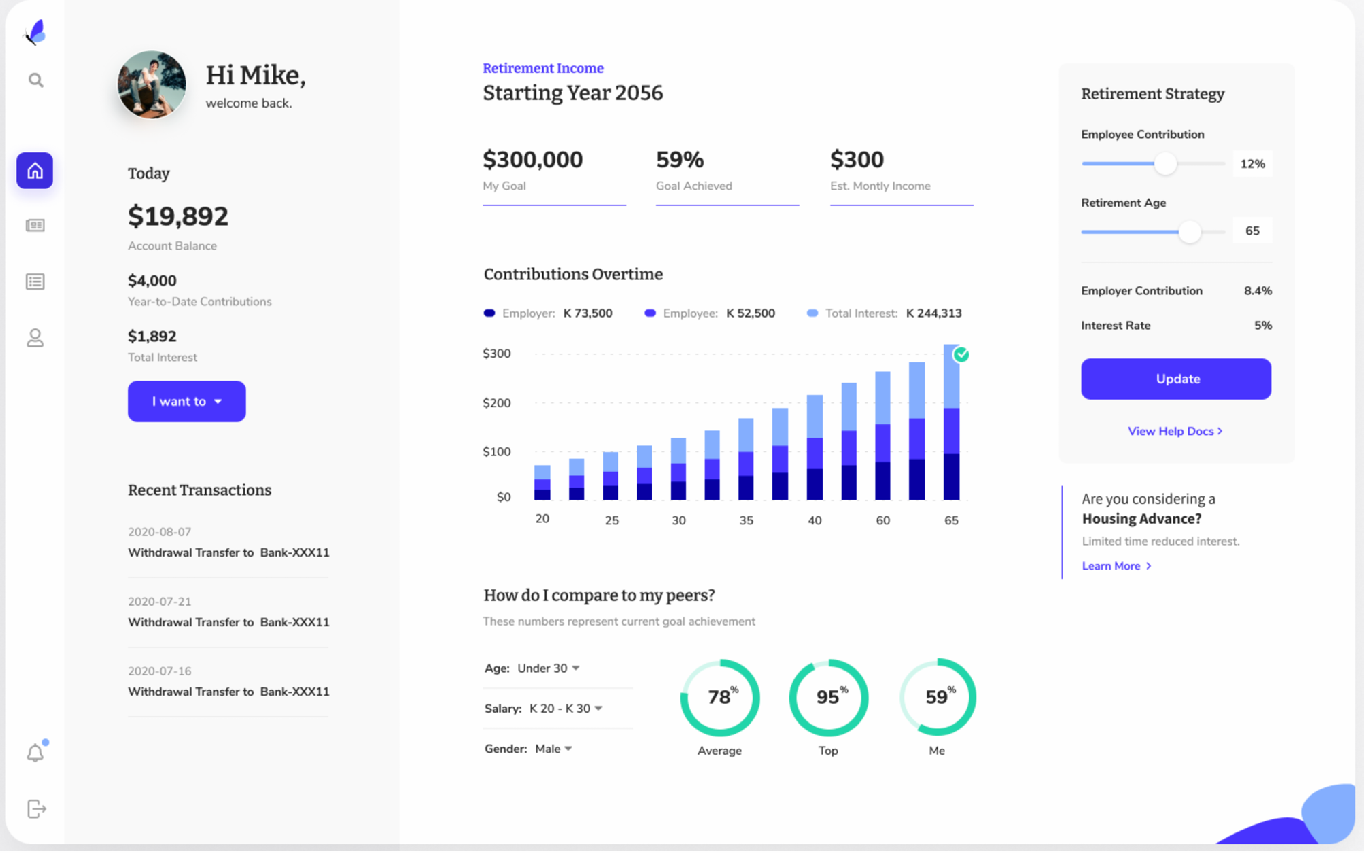 Hi Mike,
welcome back.
Today
$19,892
Account Balance
$4,000
Year-to-Date Contributions
$1,892
Total Interest
I want to
Recent Transactions
2020-08-07
Withdrawal Transfer to Bank-XXX11
2020-07-21
Withdrawal Transfer to Bank-XXX11
2020-07-16
Withdrawal Transfer to Bank-XXX11
Retirement Income
Starting Year 2056
$300,000
My Goal
59%
Goal Achieved
$300
Est. Montly Income
Contributions Overtime
Employer: K 73,500
Employee: K 52,500
Total Interest: K 244,313
$300
$200
$100
$0
20 25 30 35 40 60 65
How do I compare to my peers?
These numbers represent current goal achievement
Age: Under 30
Salary: K 20 - K 30
Gender: Male
78%
Average
95%
Top
59%
Me
Retirement Strategy
Employee Contribution
12%
Retirement Age
65
Employer Contribution 8.4%
Interest Rate 5%
Update
View Help Docs >
Are you considering a
Housing Advance?
Limited time reduced interest.
Learn More >